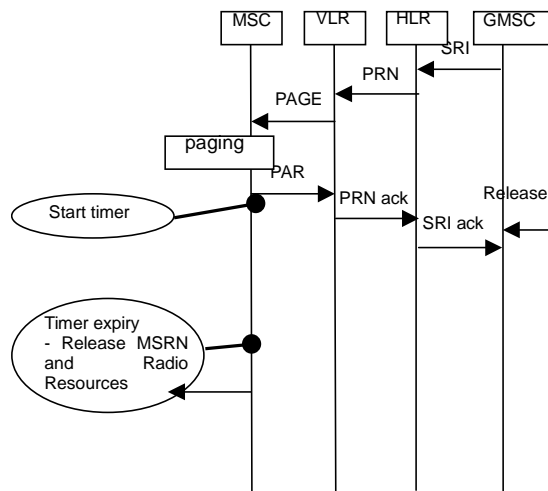 MSC VLR HLR GMSC
SRI
PRN
PAGE
paging
PAR
PRN ack
Release
Start timer
SRI ack
Timer expiry
- Release MSRN
and Radio
Resources